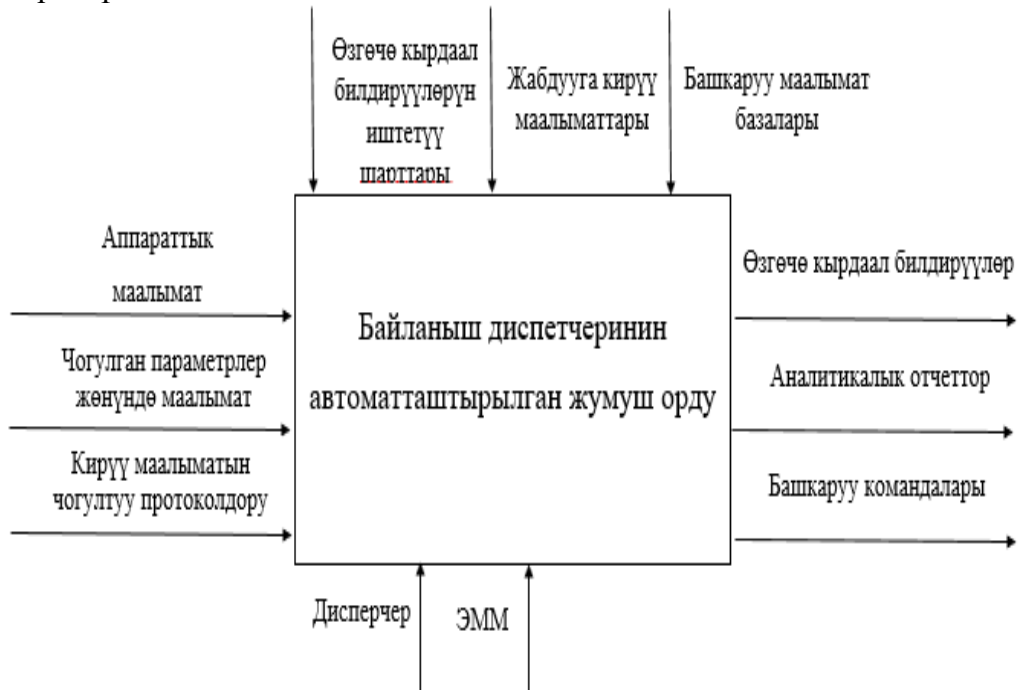 Өзгөчө кырдаал
билдирүүлөрүн
иштетүү
шарттары
Жабдууга кирүү
маалыматтары
Башкаруу маалымат
базалары
Аппараттык
маалымат
Чогулган параметрлер
жөнүндө маалымат
Кирүү маалыматын
чогултуу протоколдору
Байланыш диспетчеринин
автоматташтырылган жумуш орду
Өзгөчө кырдаал билдирүүлөр
Аналитикалык отчеттор
Башкаруу командалары
Дисперчер
ЭММ